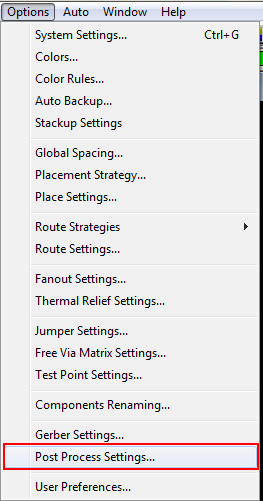 Options Auto Window Help
System Settings... Ctrl+G
Colors...
Color Rules...
Auto Backup...
Stackup Settings
Global Spacing...
Placement Strategy...
Place Settings...
Route Strategies
Route Settings...
Fanout Settings...
Thermal Relief Settings...
Jumper Settings...
Free Via Matrix Settings...
Test Point Settings...
Components Renaming...
Gerber Settings...
Post Process Settings...
User Preferences...